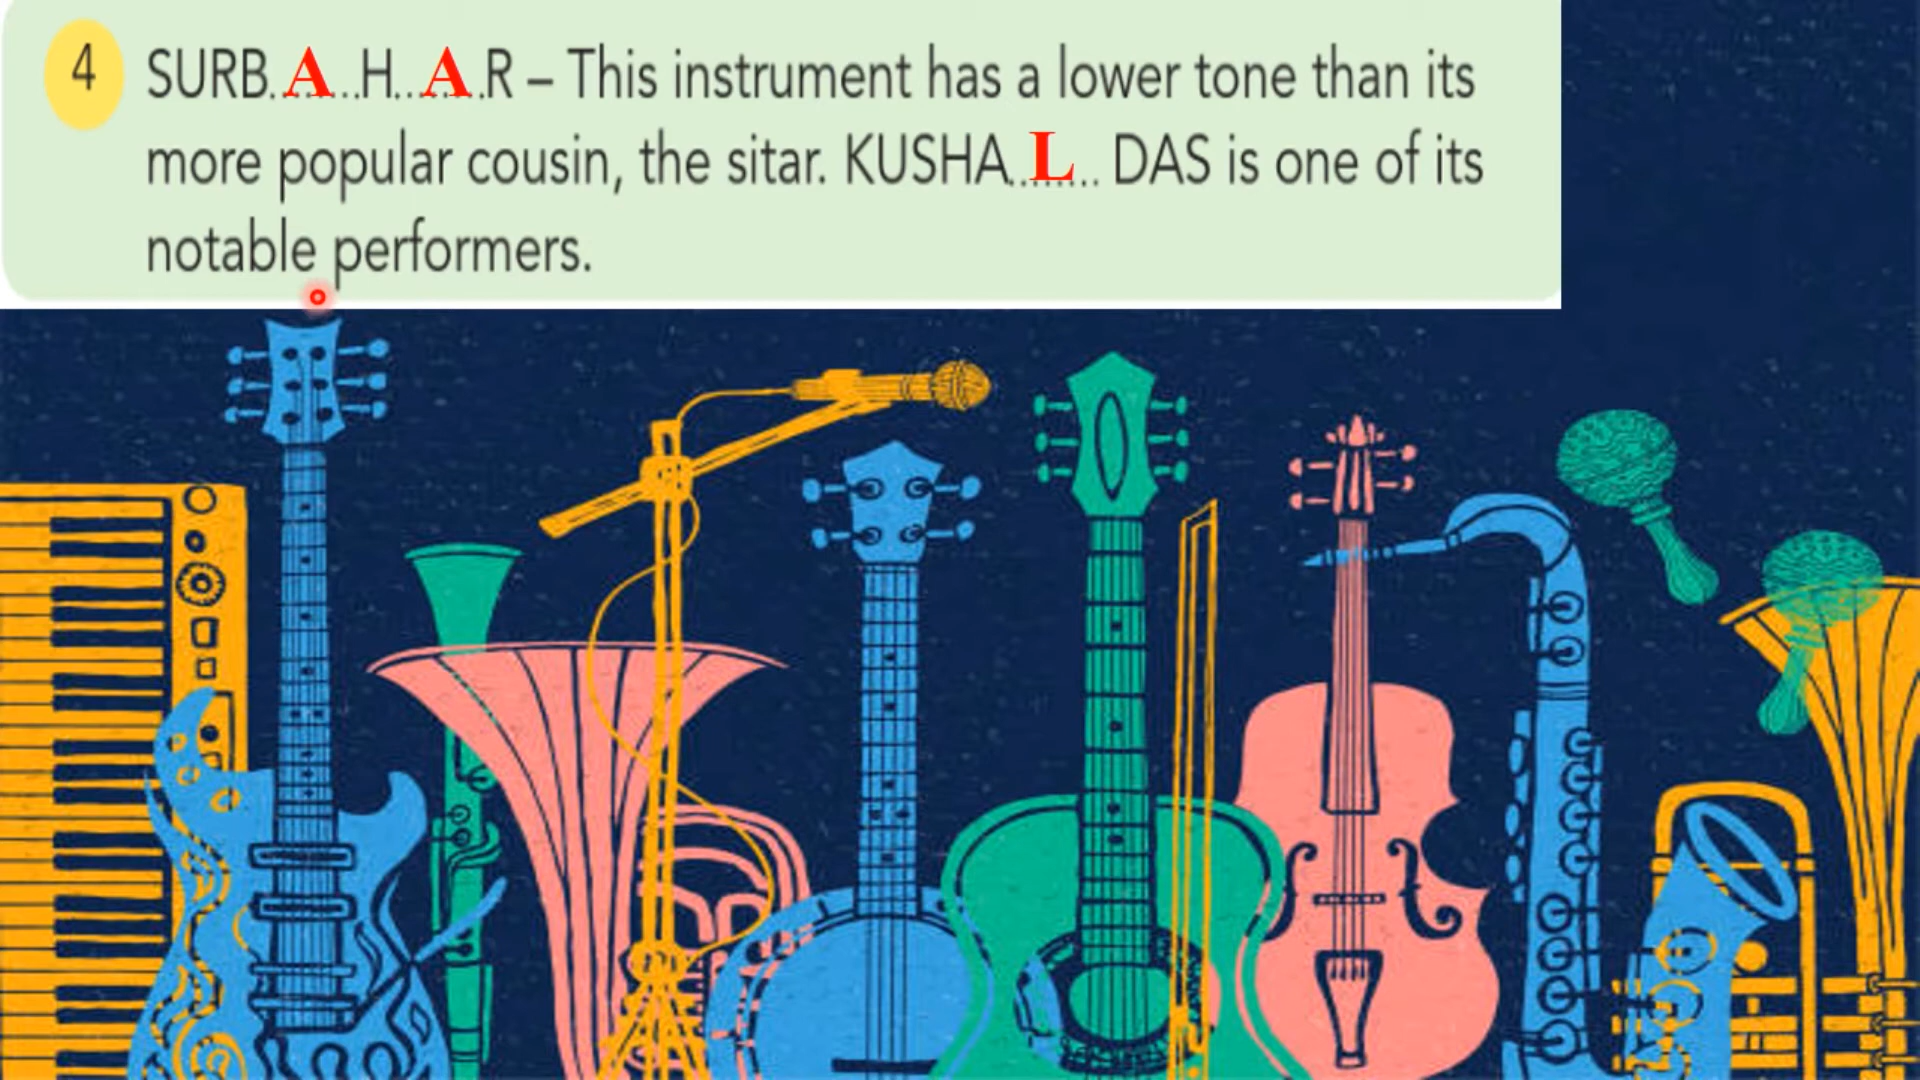 4 SURB..A...H...A..R – This instrument has a lower tone than its
more popular cousin, the sitar. KUSHA..L... DAS is one of its
notable performers.